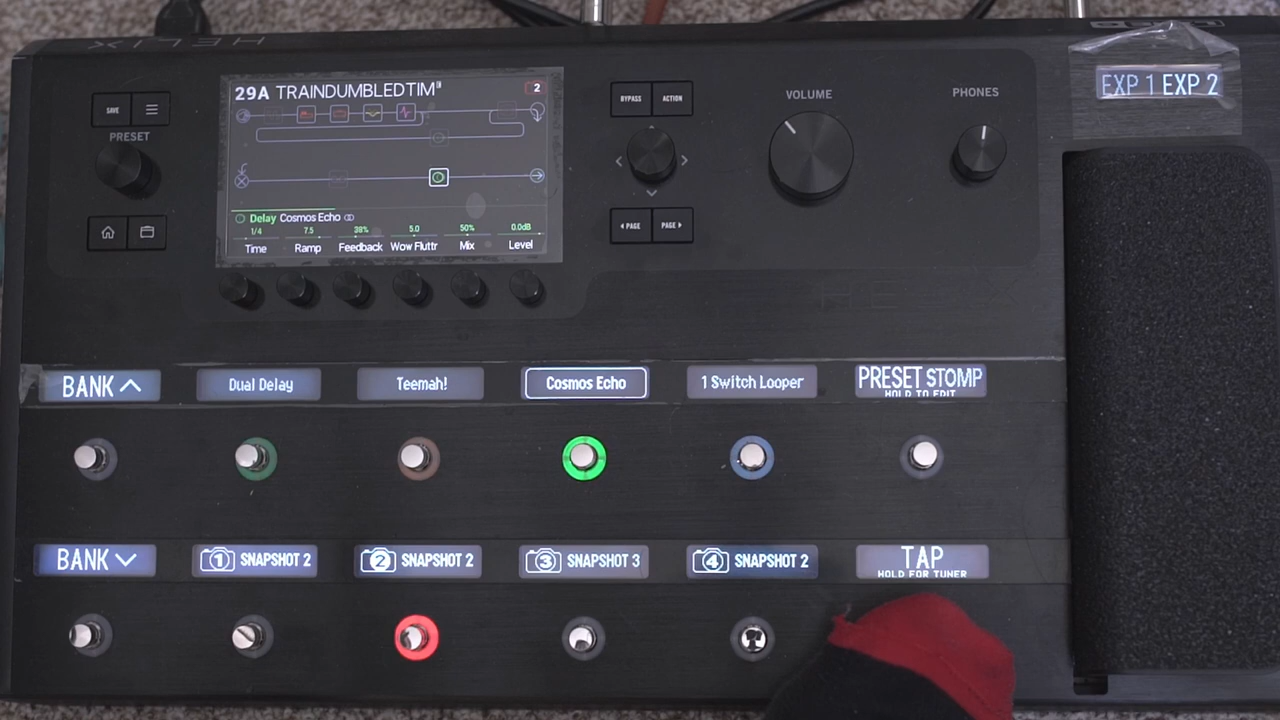 HELIX
EXP 1 EXP 2
SAVE
PRESET
29A TRAINDUMBLEDTIM
2
Delay Cosmos Echo
1/4 7.5 38% 5.0 50% 0.0dB
Time Ramp Feedback Wow Fluttr Mix Level
BYPASS ACTION
PAGE PAGE
VOLUME
PHONES
BANK
Dual Delay
Teemah!
Cosmos Echo
1 Switch Looper
PRESET STOMP
HOLD TO EDIT
BANK
1 SNAPSHOT 2
2 SNAPSHOT 2
3 SNAPSHOT 3
4 SNAPSHOT 2
TAP
HOLD FOR TUNER